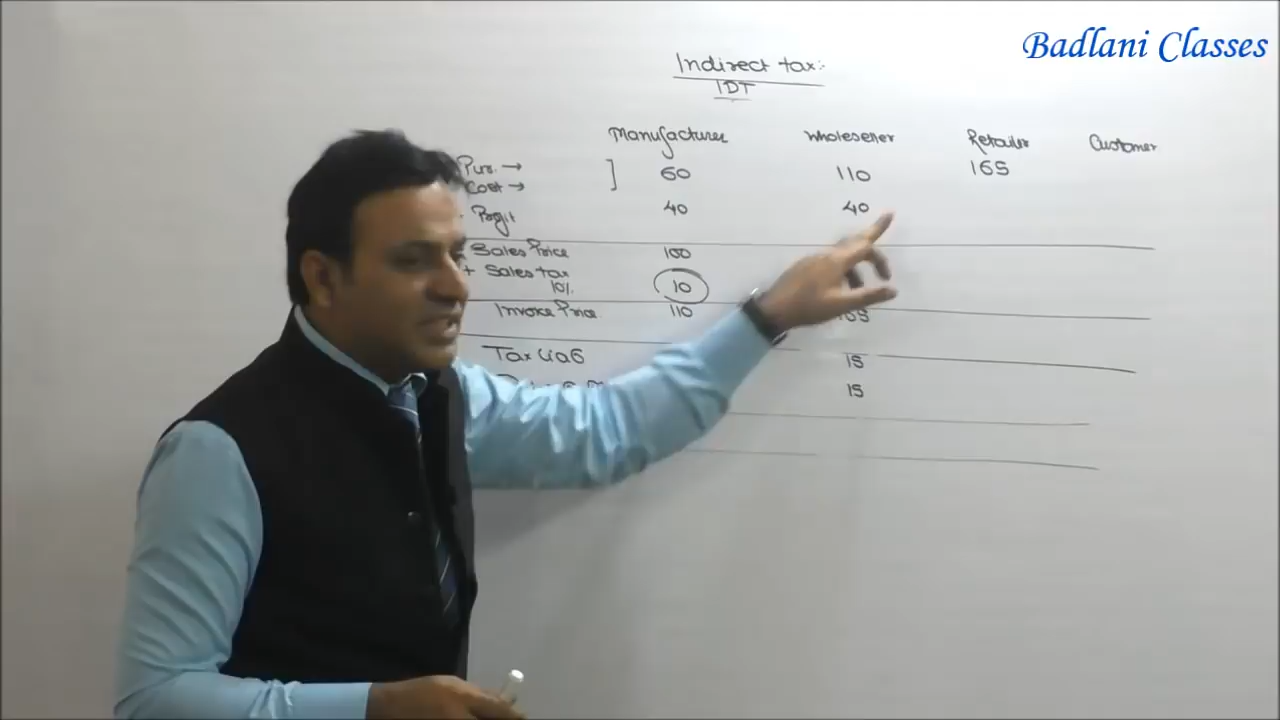 Badlani Classes
Indirect tax:-
IDT
Manufacturer Wholeseller Retailer Customer
Pur. → 60 110 165
Cost →
Profit 40 40
Sales Price 100
+ Sales tax 10
10%
Invoice Price 110 165
Tax 15
15